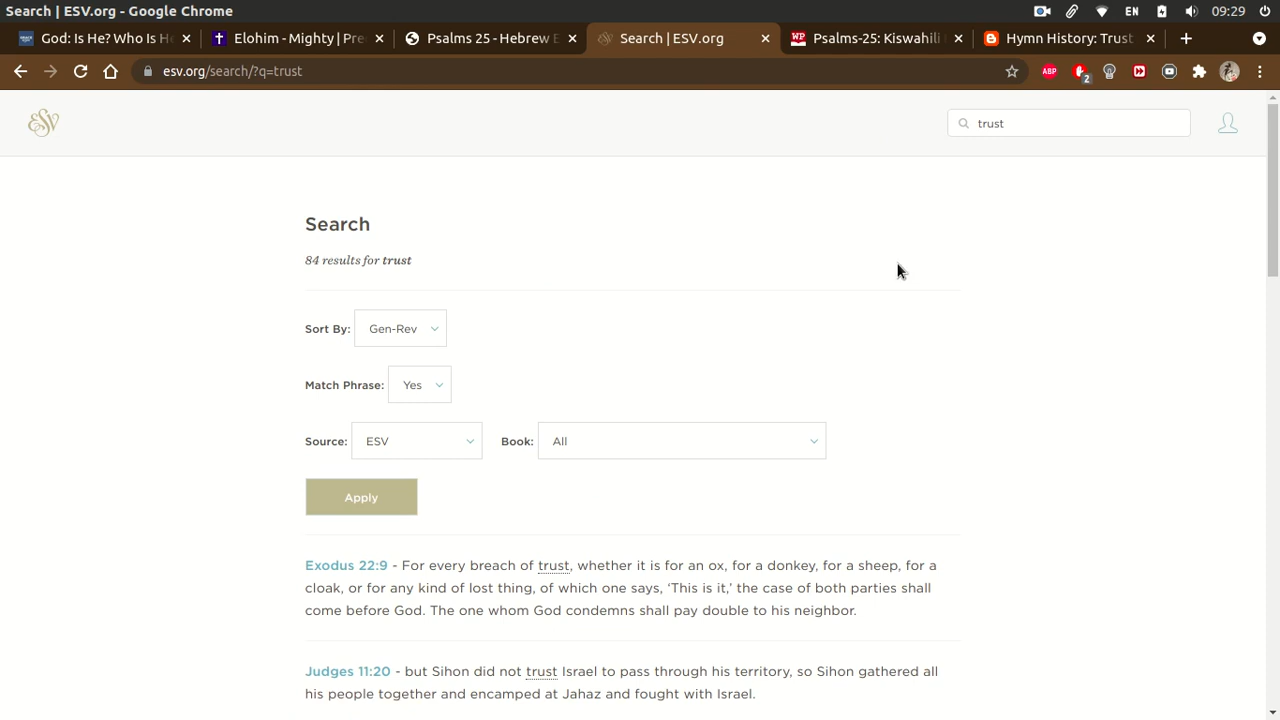 Search | ESV.org - Google Chrome
EN
09:29
God: Is He? Who Is He
Elohim - Mighty | Pre
Psalms 25 - Hebrew E
Search | ESV.org
WP Psalms-25: Kiswahili
Hymn History: Trust
esv.org/search/?q=trust
ABP
2
ESV
trust
Search
84 results for trust
Sort By: Gen-Rev
Match Phrase: Yes
Source: ESV Book: All
Apply
Exodus 22:9 - For every breach of trust, whether it is for an ox, for a donkey, for a sheep, for a
cloak, or for any kind of lost thing, of which one says, ‘This is it,’ the case of both parties shall
come before God. The one whom God condemns shall pay double to his neighbor.
Judges 11:20 - but Sihon did not trust Israel to pass through his territory, so Sihon gathered all
his people together and encamped at Jahaz and fought with Israel.